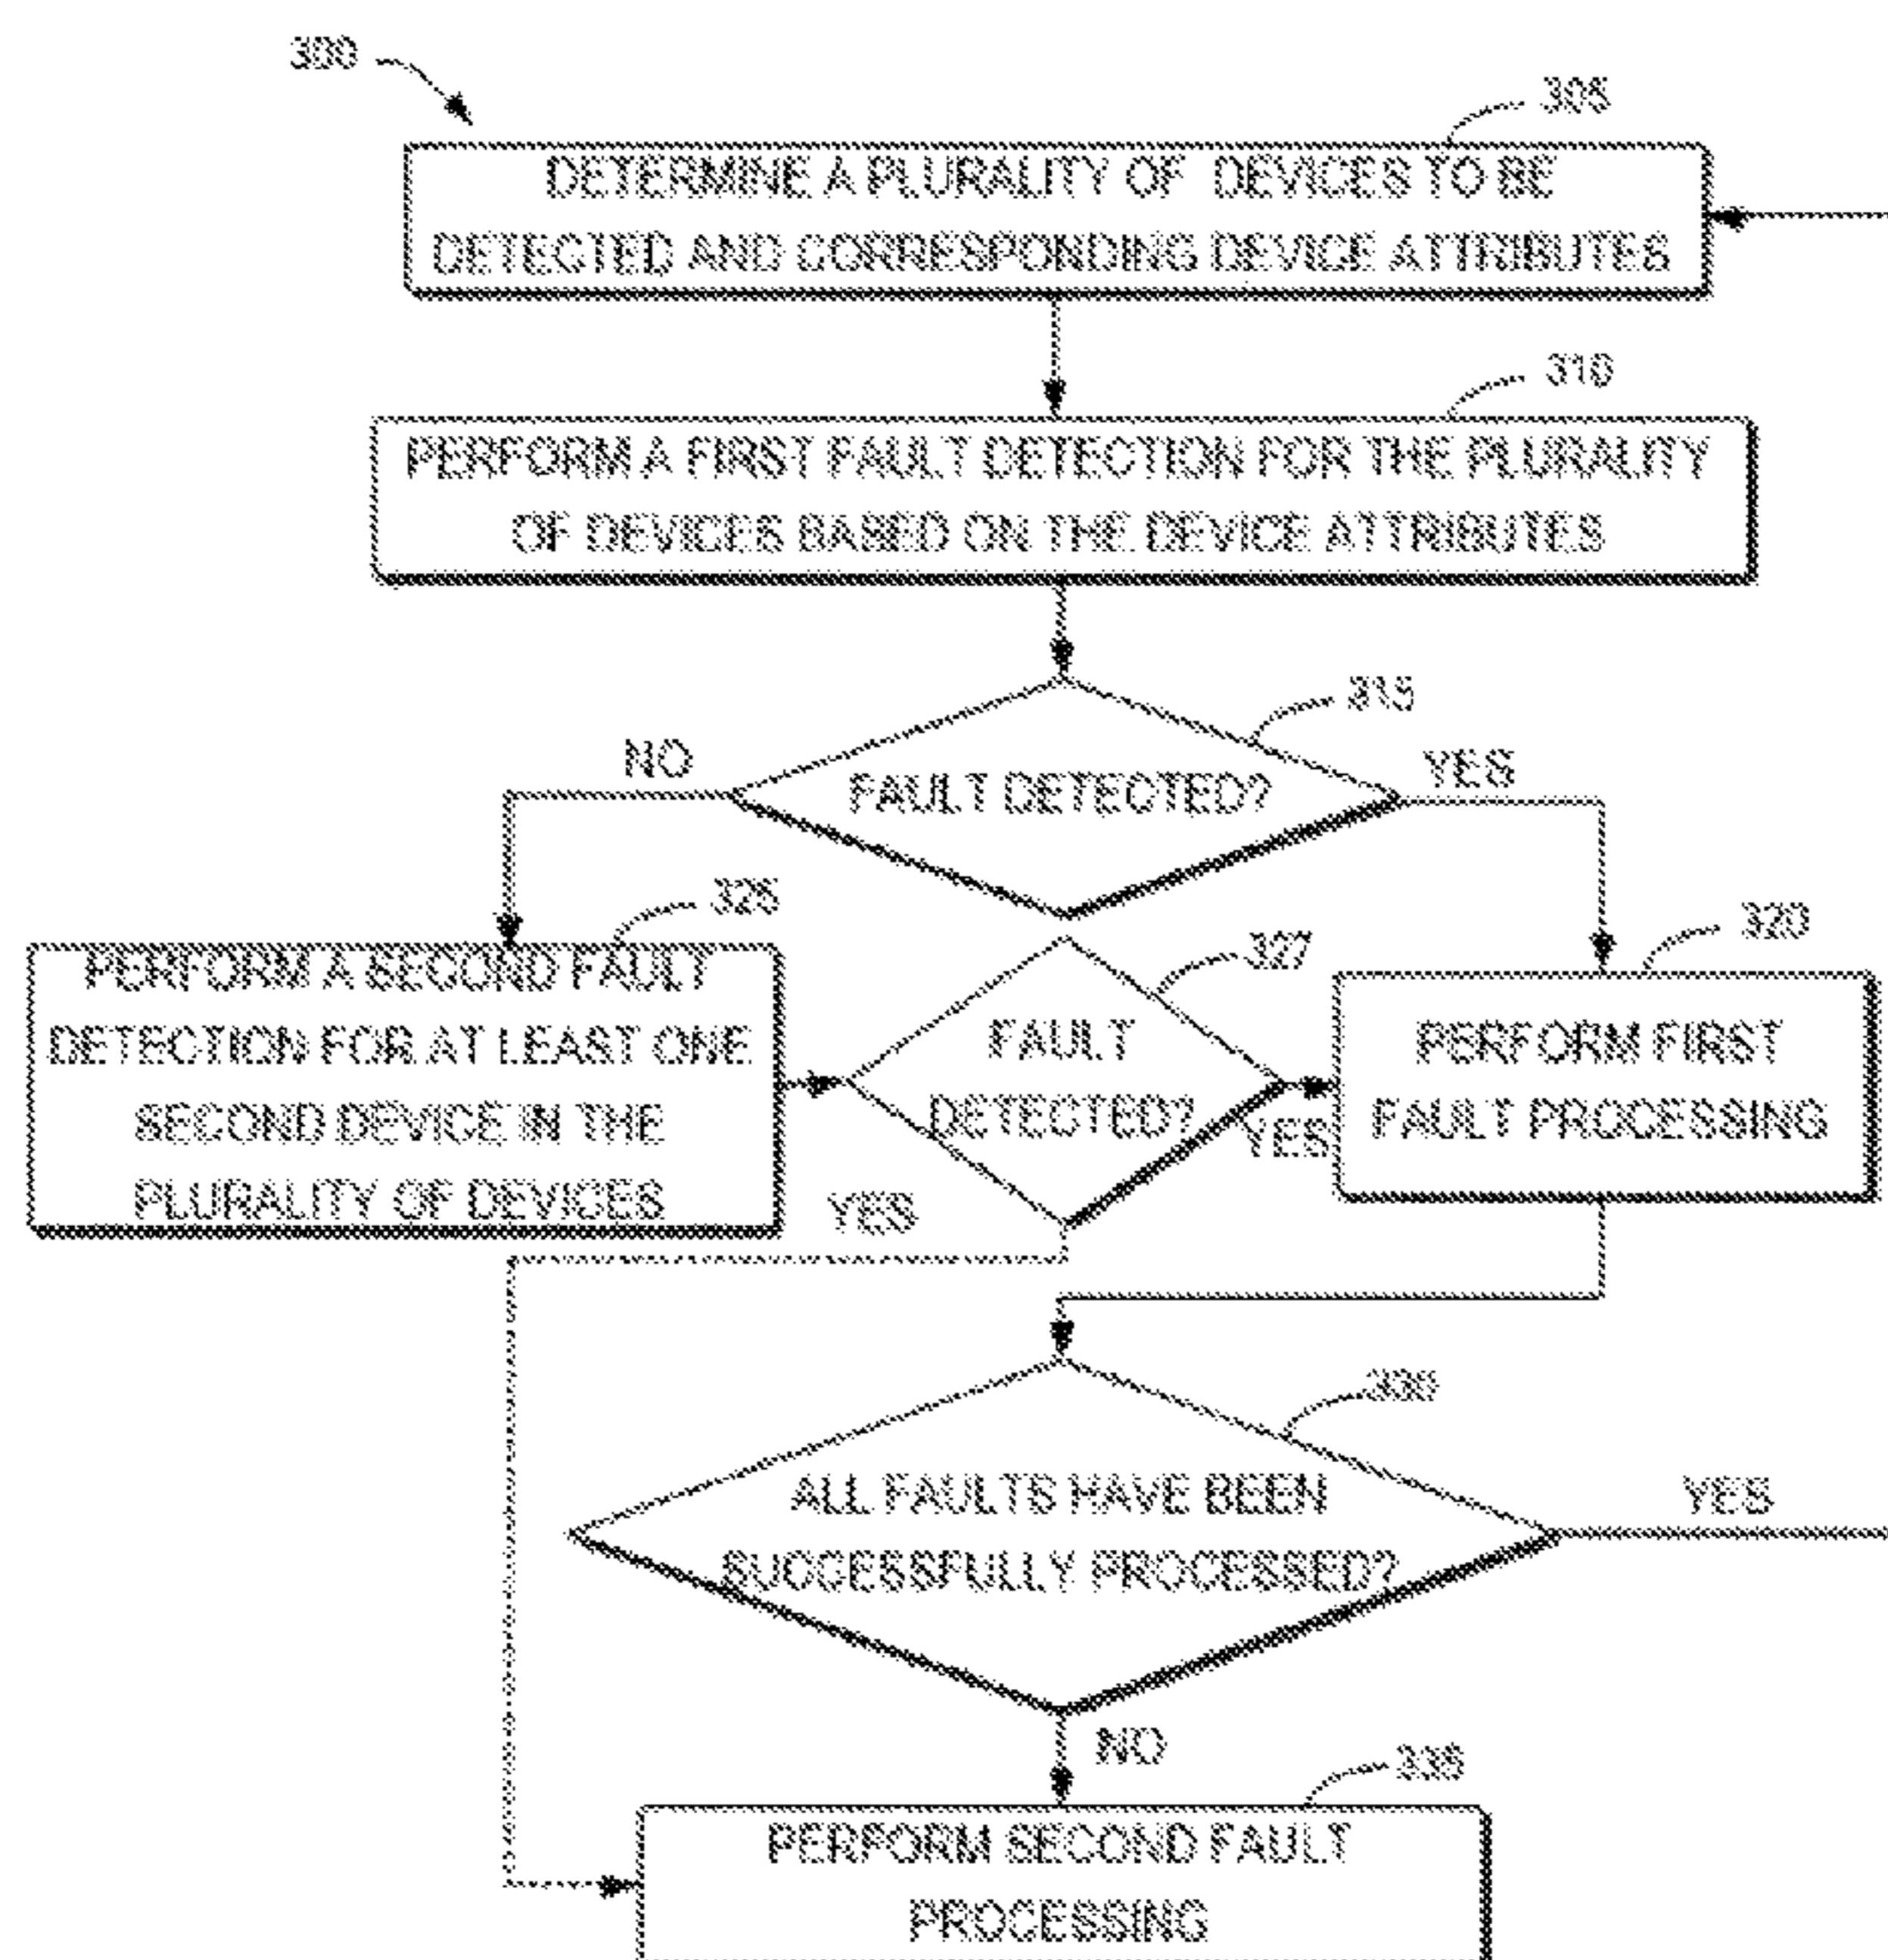 300
305
DETERMINE A PLURALITY OF DEVICES TO BE
DETECTED AND CORRESPONDING DEVICE ATTRIBUTES
310
PERFORM A FIRST FAULT DETECTION FOR THE PLURALITY
OF DEVICES BASED ON THE DEVICE ATTRIBUTES
315
NO
FAULT DETECTED?
YES
325
PERFORM A SECOND FAULT
DETECTION FOR AT LEAST ONE
SECOND DEVICE IN THE
PLURALITY OF DEVICES
327
FAULT
DETECTED?
YES
YES
320
PERFORM FIRST
FAULT PROCESSING
330
ALL FAULTS HAVE BEEN
SUCCESSFULLY PROCESSED?
YES
NO
335
PERFORM SECOND FAULT
PROCESSING